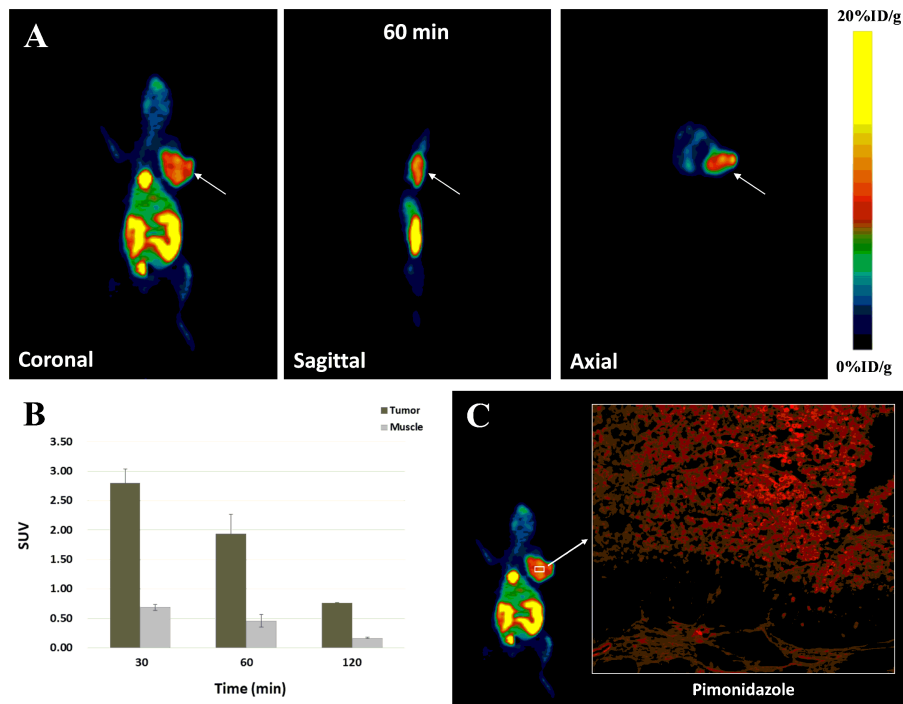 A
60 min
20%ID/g
Coronal
Sagittal
Axial
0%ID/g
B
Tumor
Muscle
3.50
3.00
2.50
2.00
1.50
1.00
0.50
0.00
SUV
30
60
120
Time (min)
C
Pimonidazole